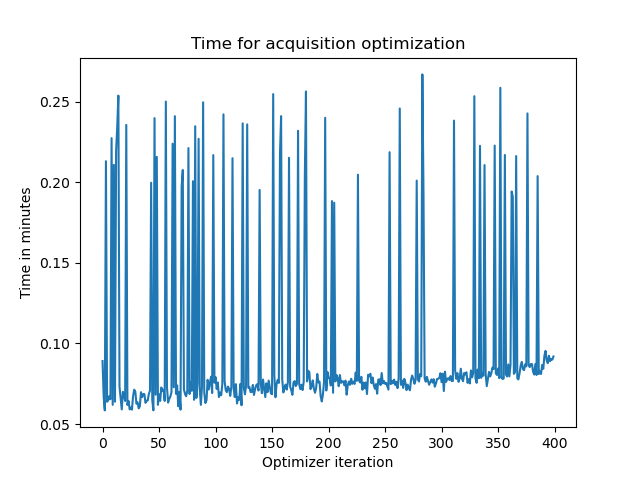 Time for acquisition optimization
0.25
0.20
0.15
0.10
0.05
Time in minutes
0 50 100 150 200 250 300 350 400
Optimizer iteration